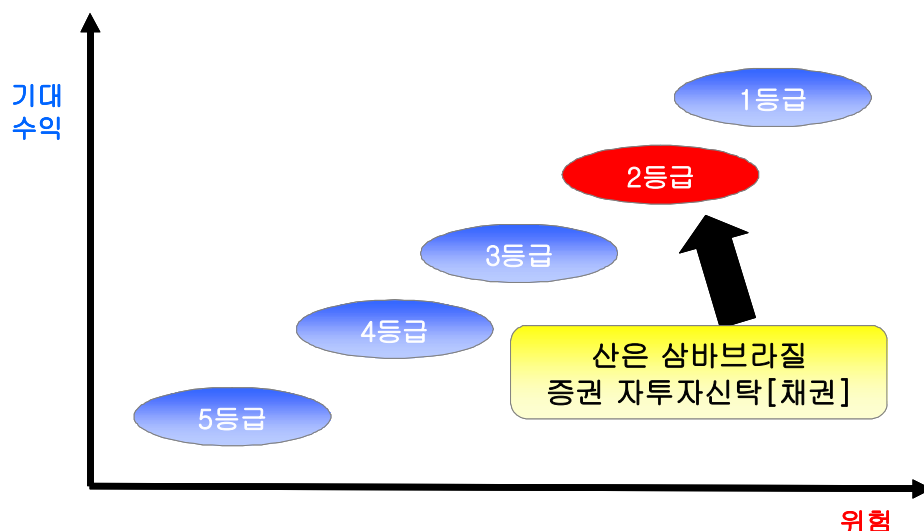 기대
수익
1등급
2등급
3등급
4등급
산은 삼바브라질
증권 자투자신탁[채권]
5등급
위험